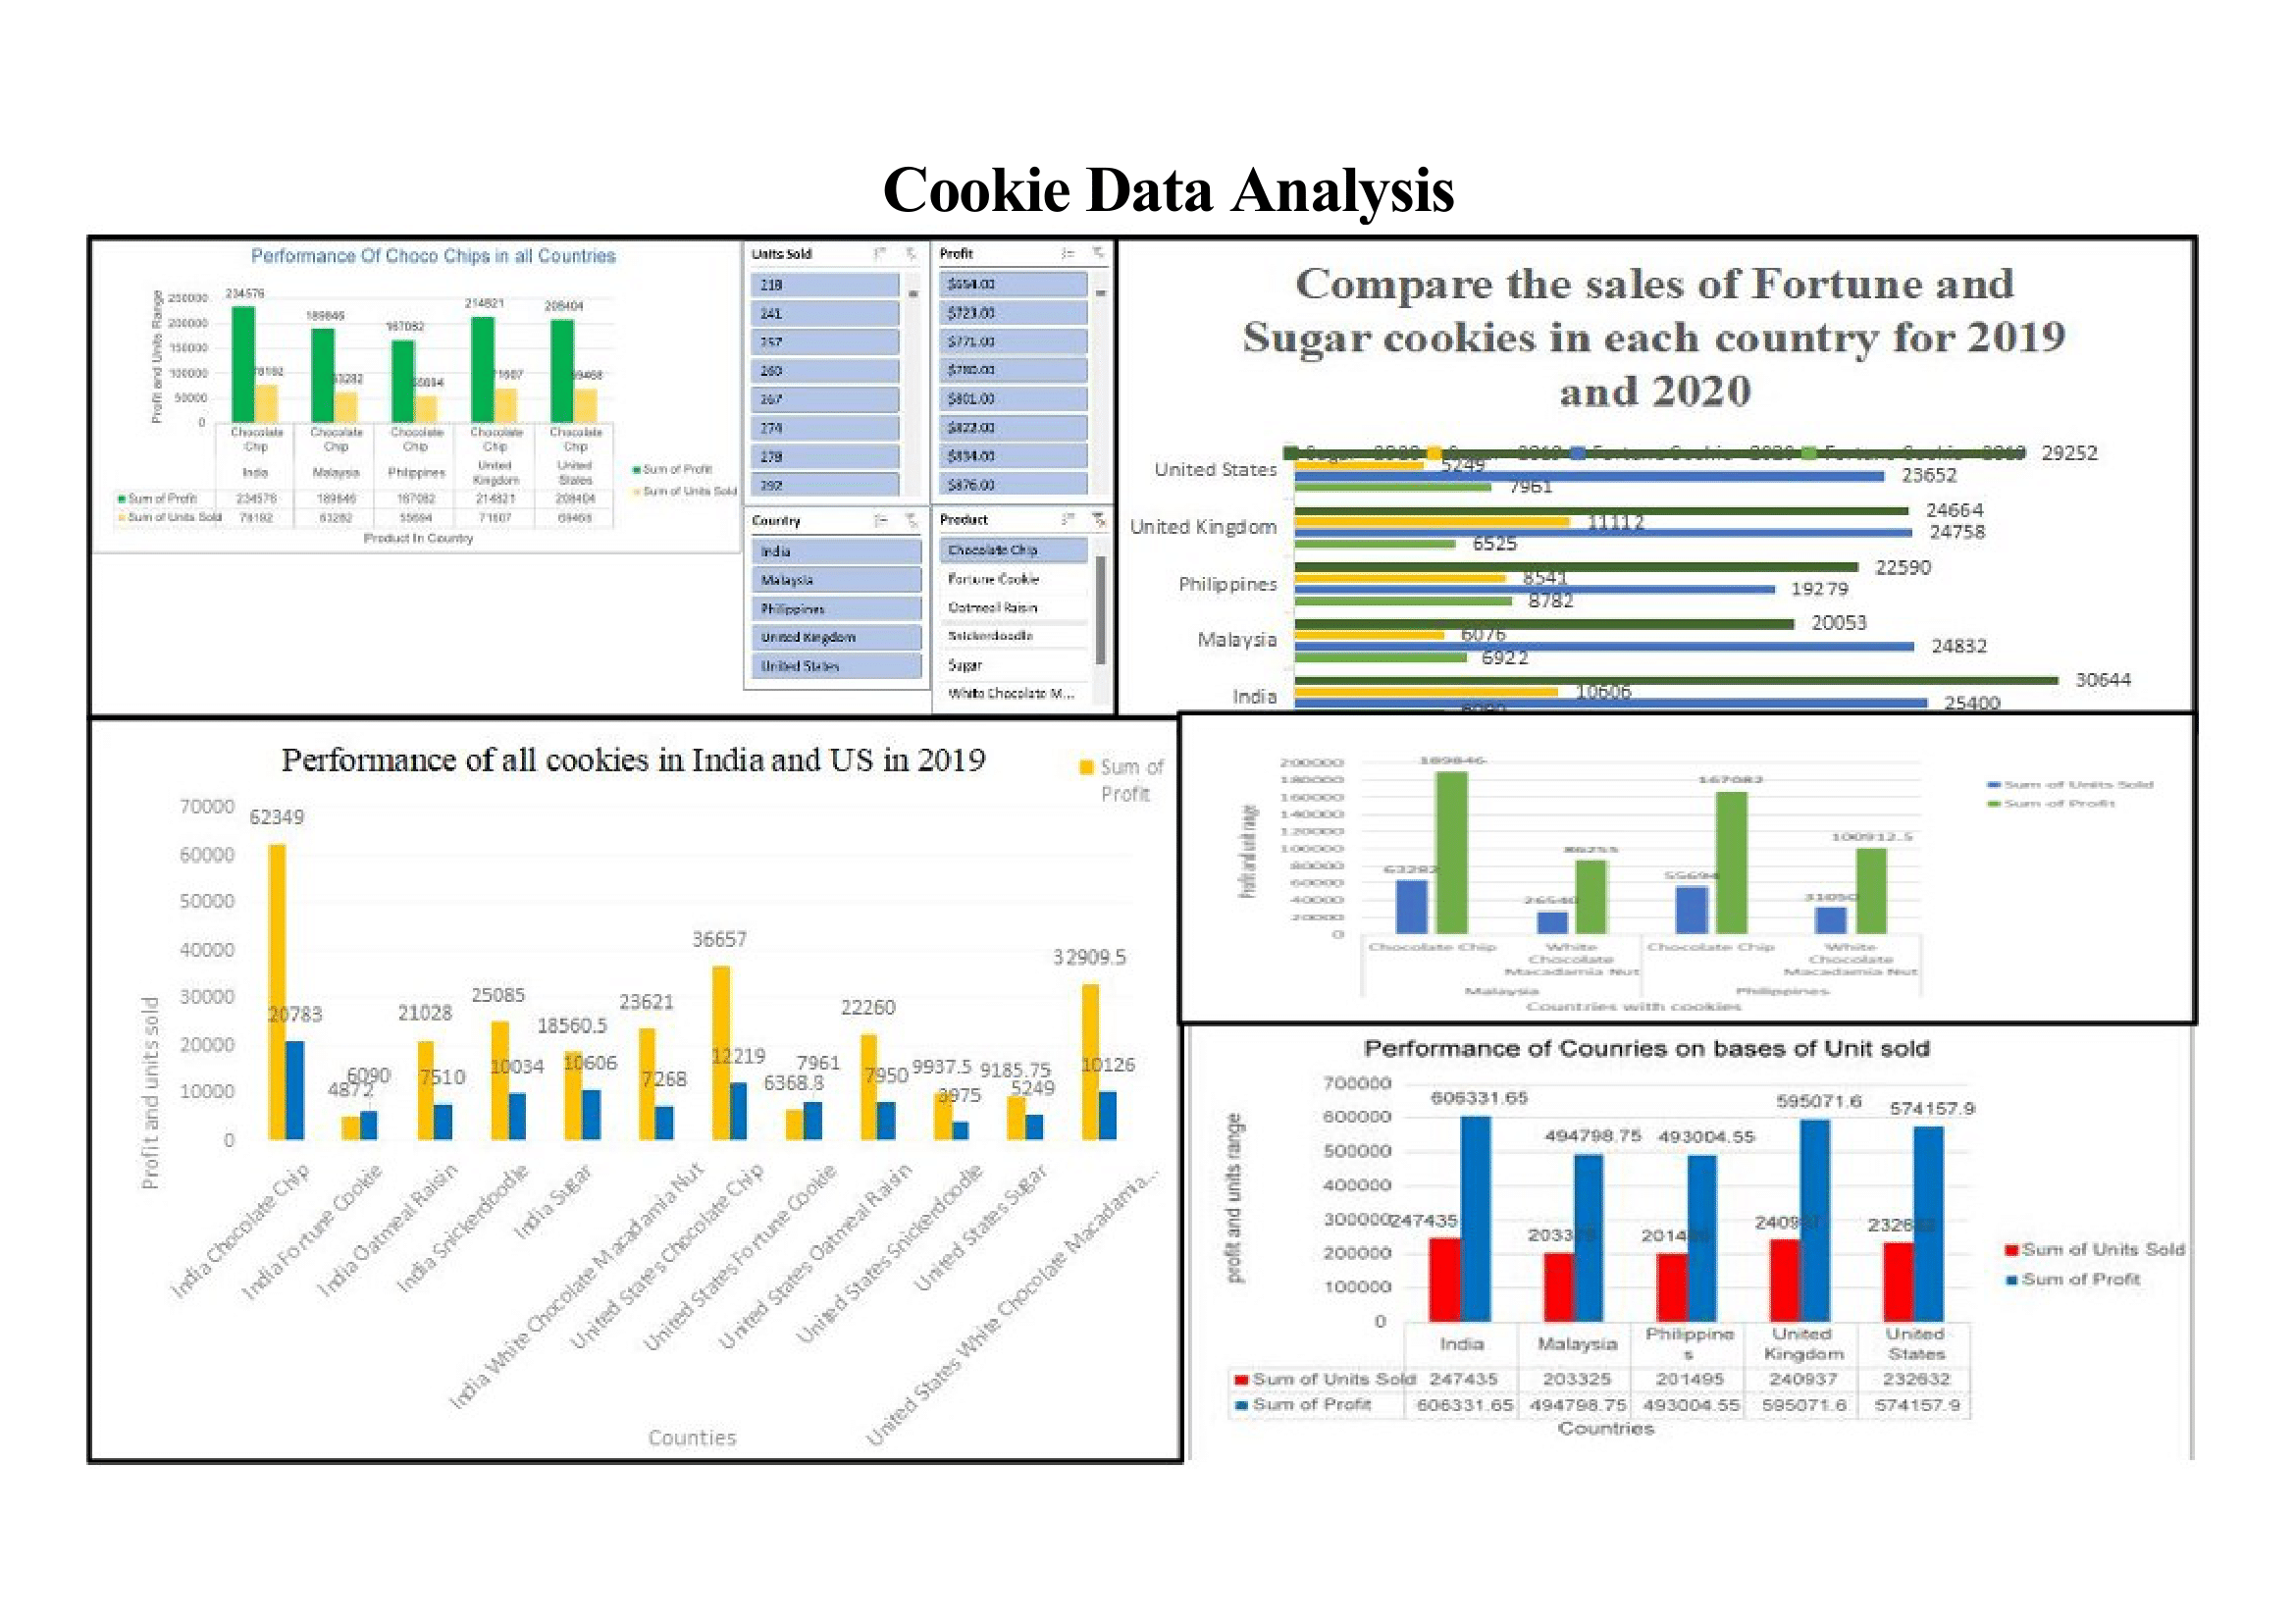 Cookie Data Analysis
Performance Of Choco Chips in all Countries
Profit and Units Range
250000
200000
150000
100000
50000
0
234576
189846
167082
214821
208404
78192
63282
55694
71607
69468
Chocolate Chip
Chocolate Chip
Chocolate Chip
Chocolate Chip
Chocolate Chip
India
Malaysia
Philippines
United Kingdom
United States
Sum of Profit 234576 189846 167082 214821 208404
Sum of Units Sold 78192 63282 55694 71607 69468
Product In Country
Sum of Profit
Sum of Units Sold
Units Sold
218
241
257
260
267
274
278
292
Profit
$654.00
$723.00
$771.00
$780.00
$801.00
$822.00
$834.00
$876.00
Country
India
Malaysia
Philippines
United Kingdom
United States
Product
Chocolate Chip
Fortune Cookie
Oatmeal Raisin
Snickerdoodle
Sugar
White Chocolate M...
Compare the sales of Fortune and
Sugar cookies in each country for 2019
and 2020
United States
29252
5249
23652
7961
United Kingdom
24664
11112
24758
6525
Philippines
22590
8541
19279
8782
Malaysia
20053
6076
24832
6922
India
30644
10606
25400
Performance of all cookies in India and US in 2019
Sum of
Profit
Profit and units sold
70000
60000
50000
40000
30000
20000
10000
0
62349
20783
4872
6090
21028
7510
25085
10034
18560.5
10606
23621
7268
36657
12219
6368.8
7961
22260
7950
9937.5
3975
9185.75
5249
32909.5
10126
India Chocolate Chip
India Fortune Cookie
India Oatmeal Raisin
India Snickerdoodle
India Sugar
India White Chocolate Macadamia Nut
United States Chocolate Chip
United States Fortune Cookie
United States Oatmeal Raisin
United States Snickerdoodle
United States Sugar
United States White Chocolate Macadamia...
Counties
Profit and unit range
200000
180000
160000
140000
120000
100000
80000
60000
40000
20000
0
63282
189846
26540
86255
55694
167082
31050
100912.5
Chocolate Chip
White
Chocolate
Macadamia Nut
Chocolate Chip
White
Chocolate
Macadamia Nut
Malaysia
Philippines
Countries with cookies
Sum of Units Sold
Sum of Profit
Performance of Counries on bases of Unit sold
profit and units range
700000
600000
500000
400000
300000
200000
100000
0
606331.65
494798.75
493004.55
595071.6
574157.9
247435
India
Malaysia
Philippine
s
United
Kingdom
United
States
Sum of Units Sold 247435 203325 201495 240937 232632
Sum of Profit 606331.65 494798.75 493004.55 595071.6 574157.9
Countries
Sum of Units Sold
Sum of Profit